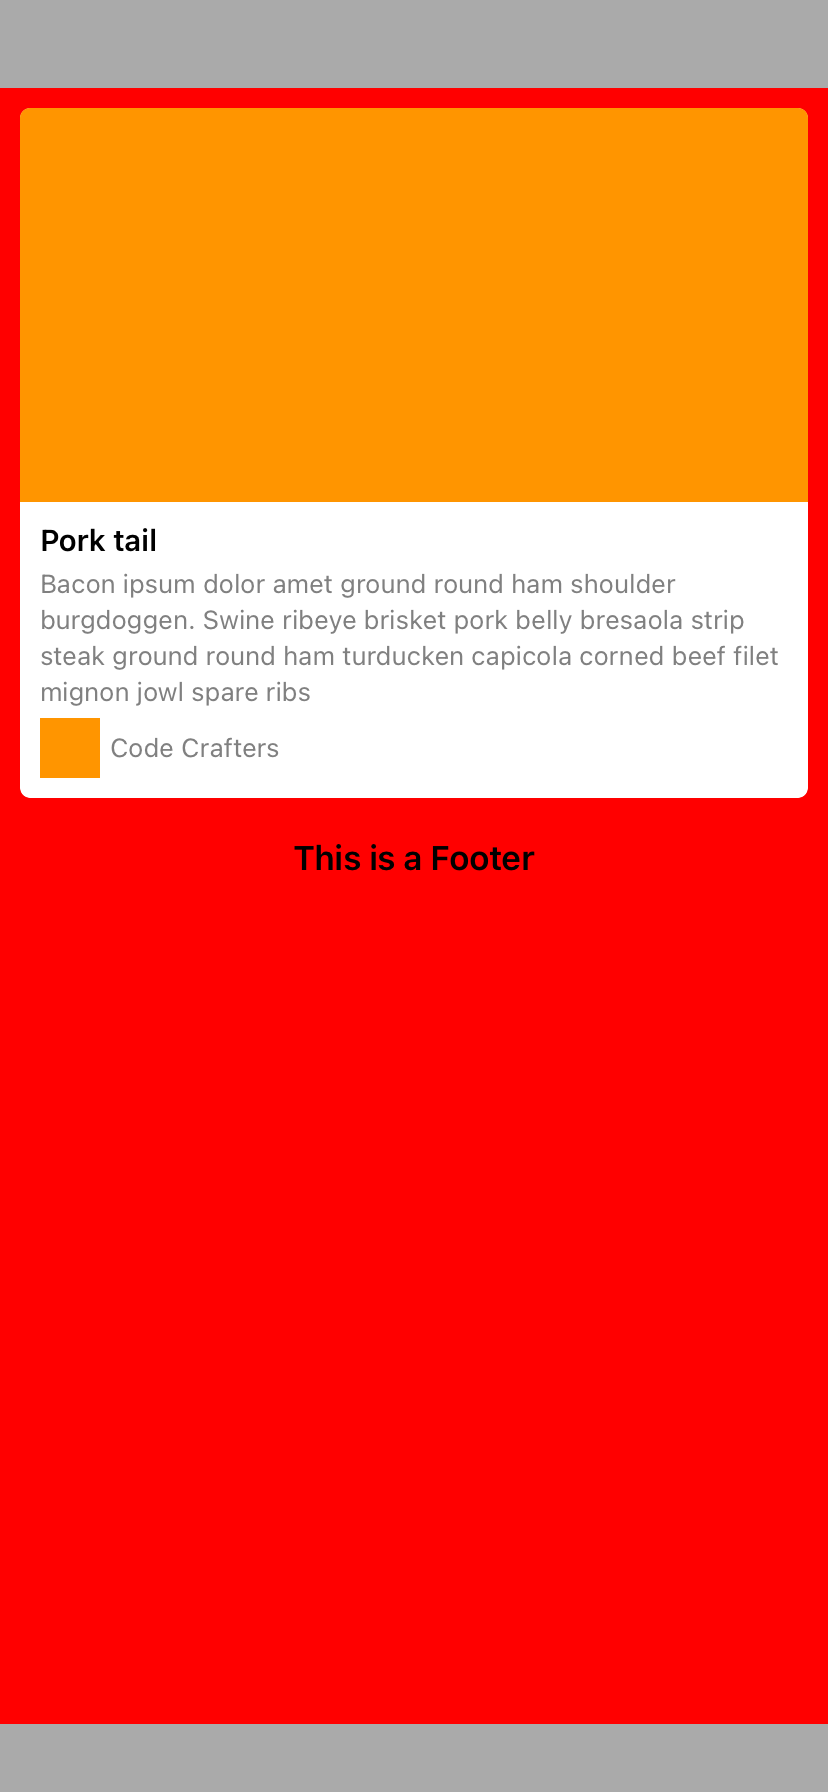 Pork tail
Bacon ipsum dolor amet ground round ham shoulder
burgdoggen. Swine ribeye brisket pork belly bresaola strip
steak ground round ham turducken capicola corned beef filet
mignon jowl spare ribs
Code Crafters
This is a Footer